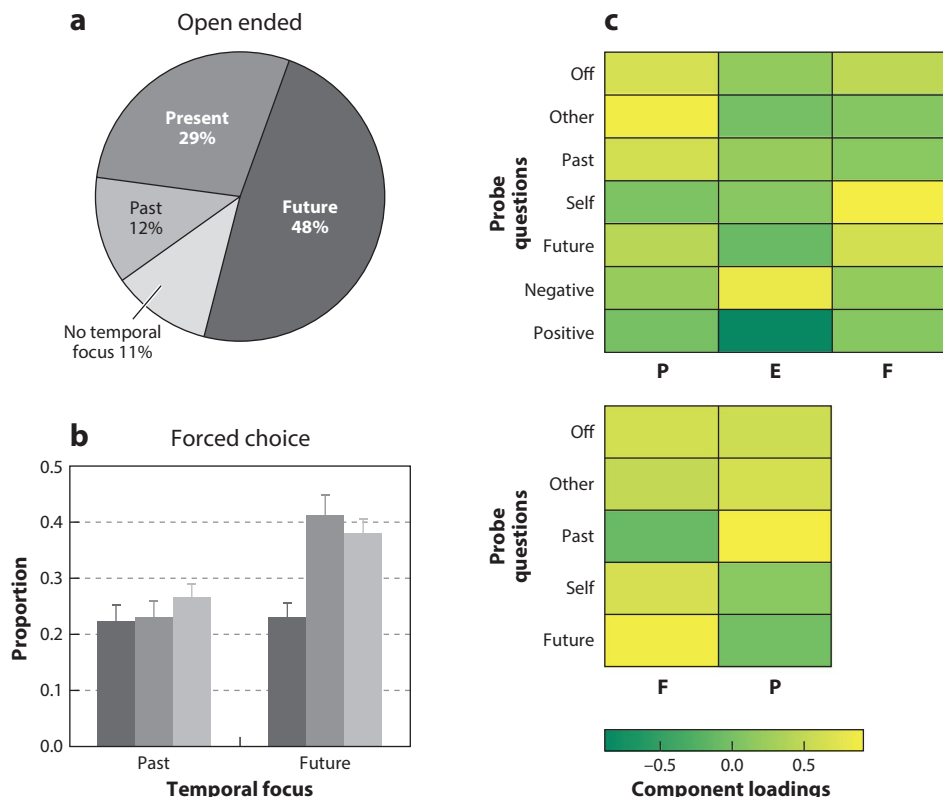 a
Open ended
Present
29%
Past
12%
Future
48%
No temporal
focus 11%
b
Forced choice
Proportion
0.5
0.4
0.3
0.2
0.1
0.0
Past
Future
Temporal focus
c
Probe
questions
Off
Other
Past
Self
Future
Negative
Positive
P
E
F
Probe
questions
Off
Other
Past
Self
Future
F
P
–0.5
0.0
0.5
Component loadings